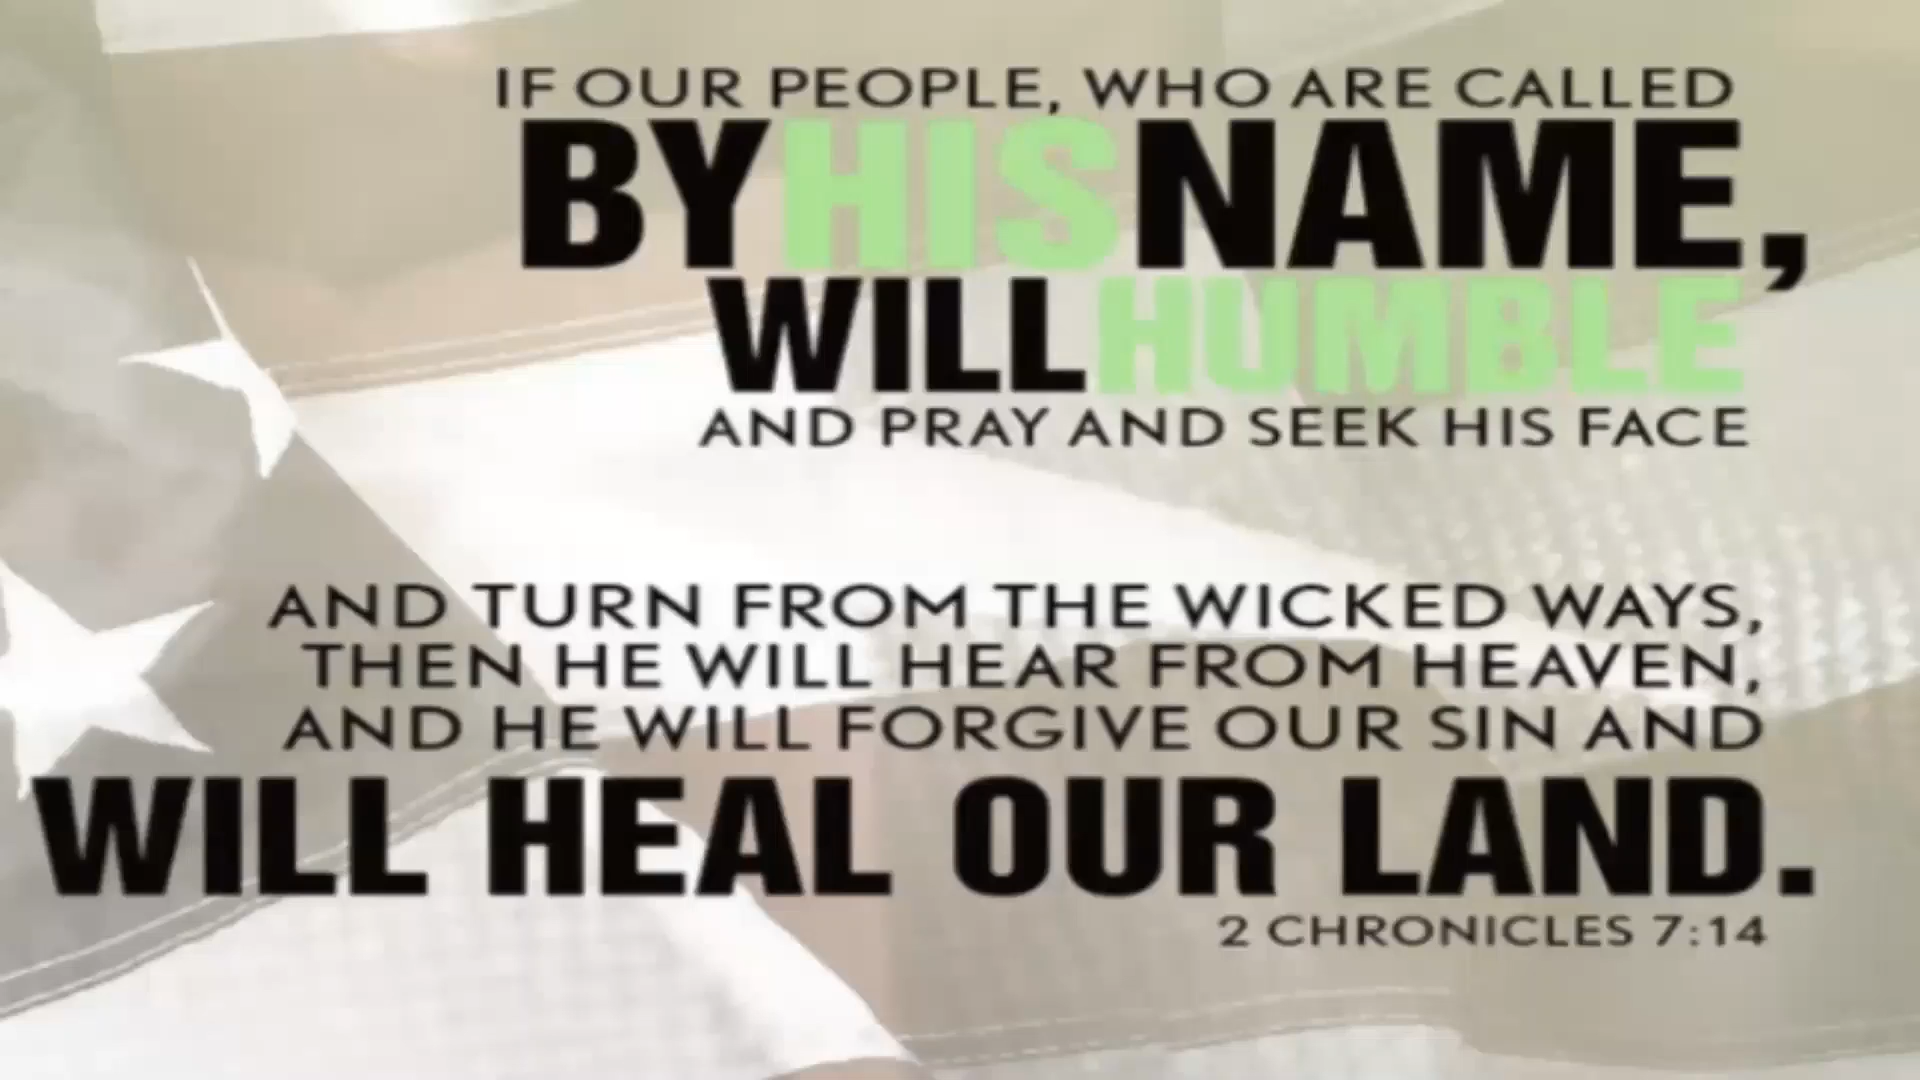 IF OUR PEOPLE, WHO ARE CALLED
BY HIS NAME,
WILL HUMBLE
AND PRAY AND SEEK HIS FACE
AND TURN FROM THE WICKED WAYS,
THEN HE WILL HEAR FROM HEAVEN,
AND HE WILL FORGIVE OUR SIN AND
WILL HEAL OUR LAND.
2 CHRONICLES 7:14